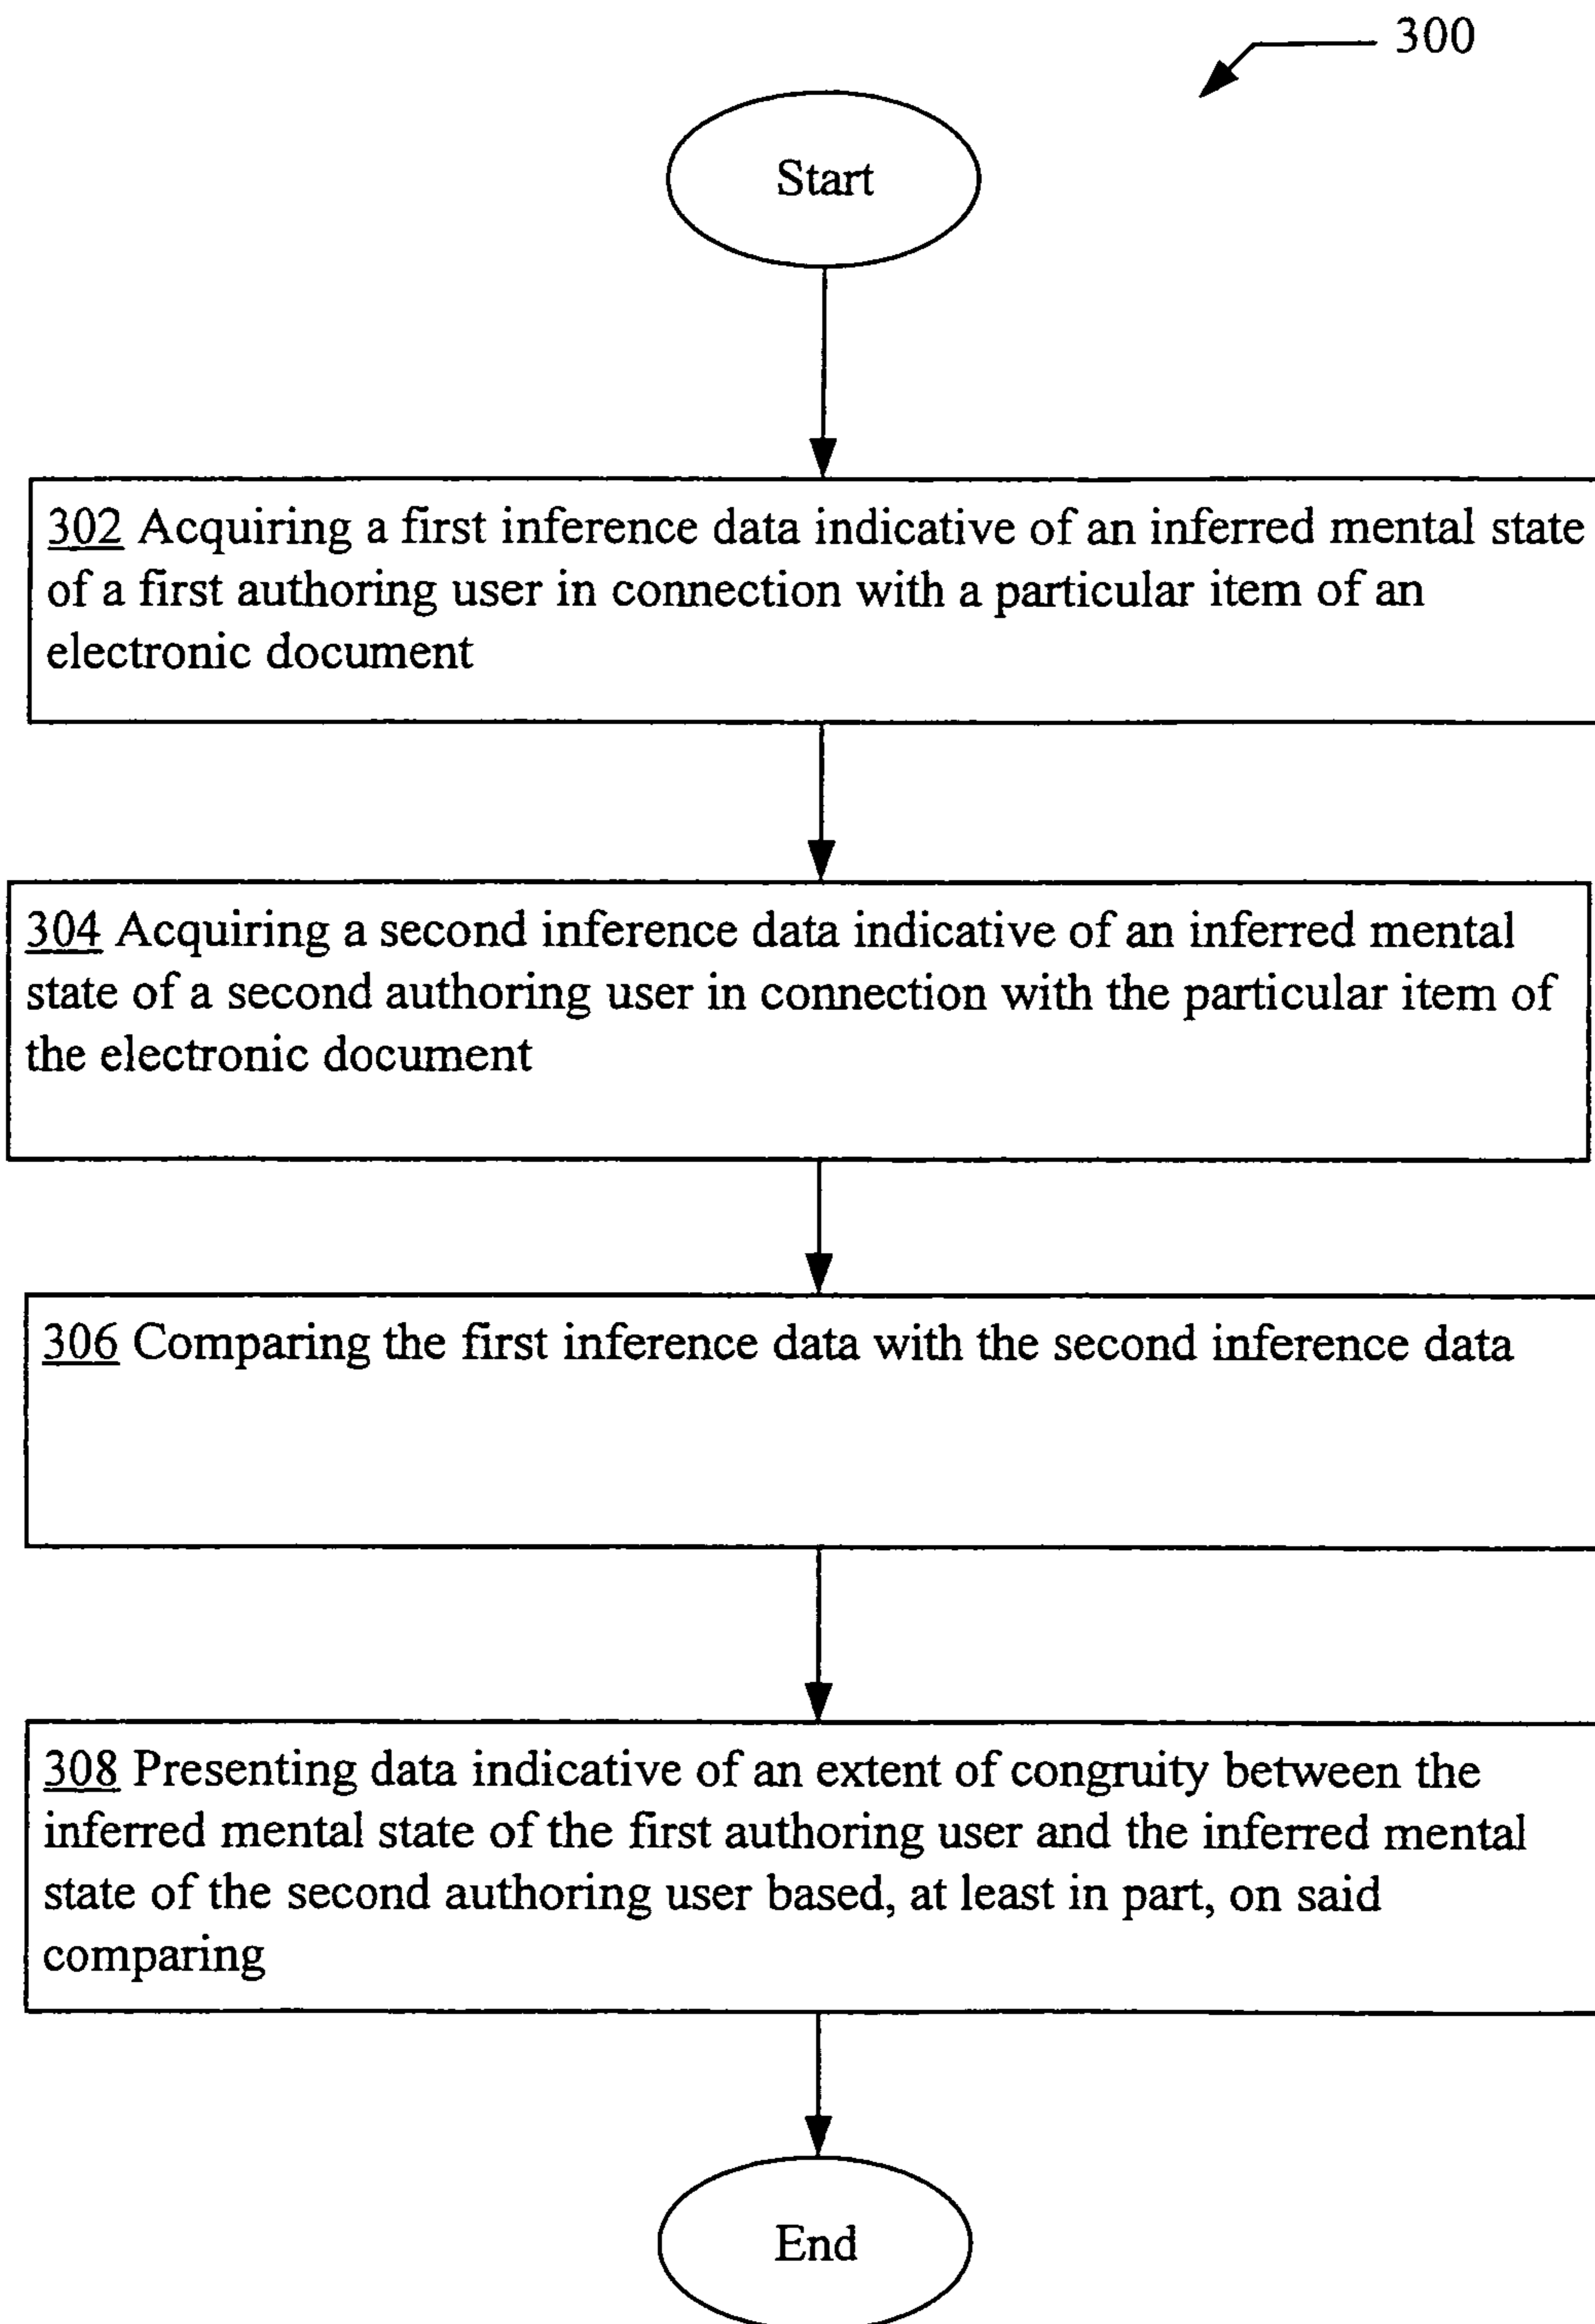 300
Start
302 Acquiring a first inference data indicative of an inferred mental state
of a first authoring user in connection with a particular item of an
electronic document
304 Acquiring a second inference data indicative of an inferred mental
state of a second authoring user in connection with the particular item of
the electronic document
306 Comparing the first inference data with the second inference data
308 Presenting data indicative of an extent of congruity between the
inferred mental state of the first authoring user and the inferred mental
state of the second authoring user based, at least in part, on said
comparing
End